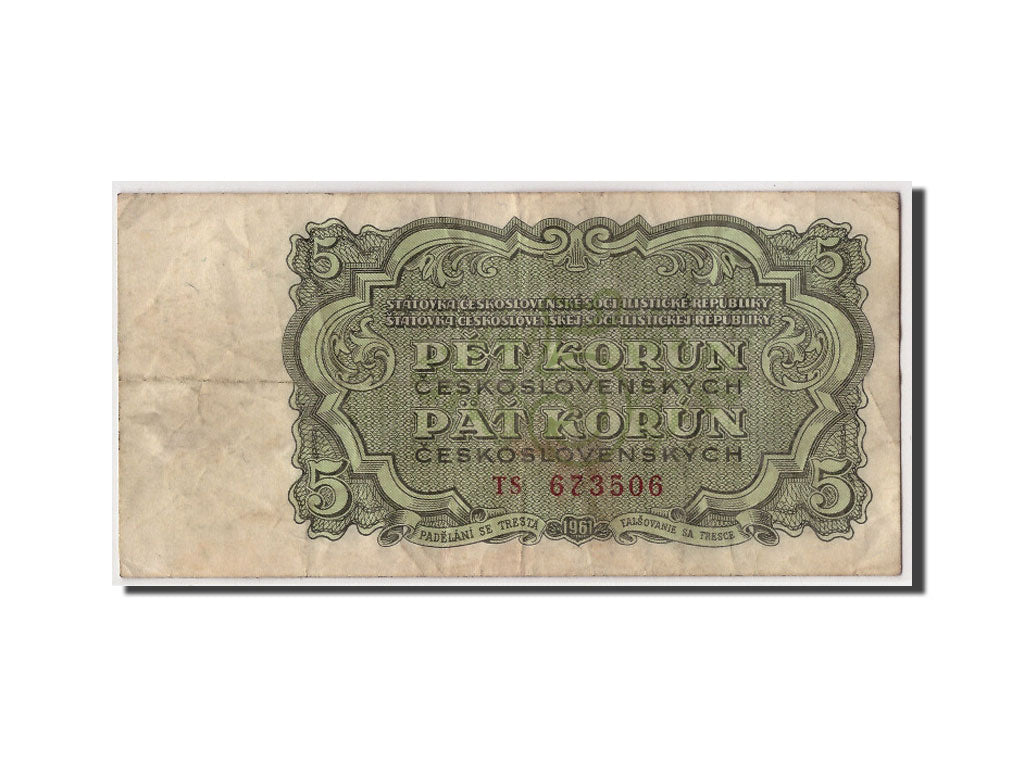 5 5
STÁTOVKA ČESKOSLOVENSKÉ SOCIALISTICKÉ REPUBLIKY
ŠTÁTOVKA ČESKOSLOVENSKEJ SOCIALISTICKEJ REPUBLIKY
PĚT KORUN
ČESKOSLOVENSKÝCH
PÄŤ KORÚN
ČESKOSLOVENSKÝCH
5 5
TS 673506
PADĚLÁNÍ SE TRESTÁ 1961 FALŠOVANIE SA TRESCE